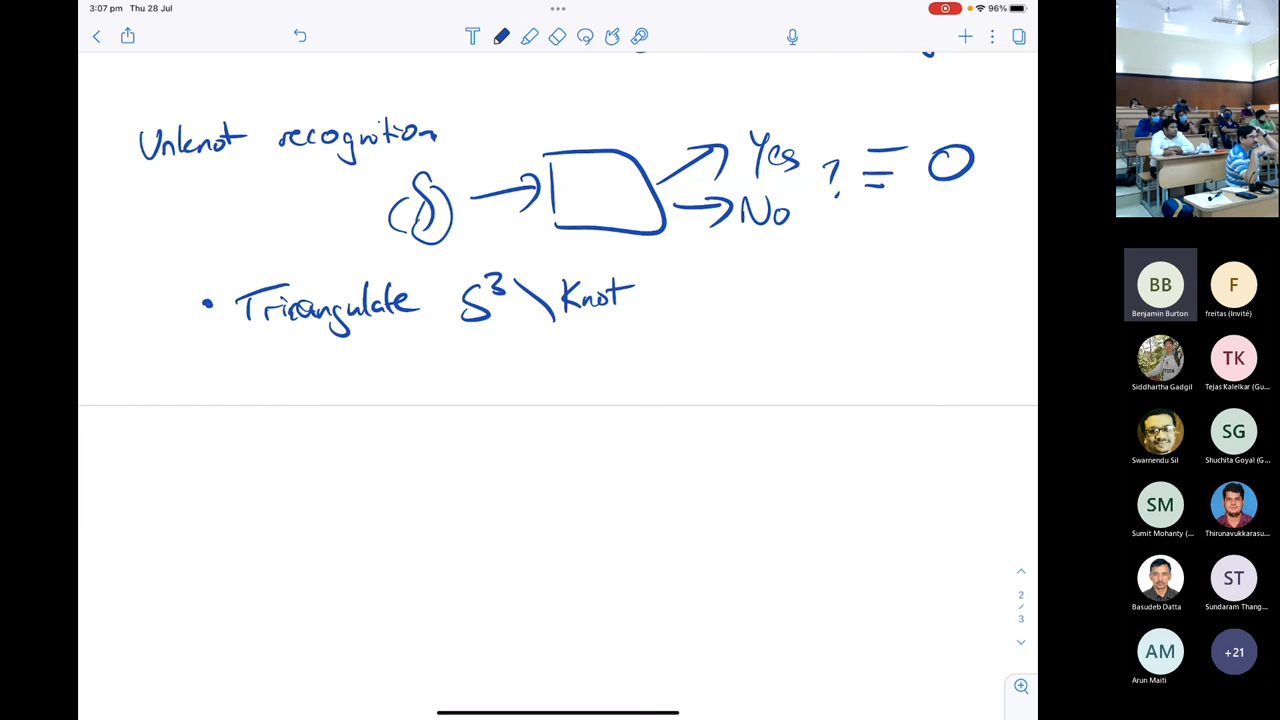 3:07 pm Thu 28 Jul
96%
Unknot recognition
Yes
No
? = O
• Triangulate S³ \ Knot
2
/
3
BB
Benjamin Burton
F
freitas (Invité)
Siddhartha Gadgil
TK
Tejas Kalelkar (Gu...
Swarnendu Sil
SG
Shuchita Goyal (G...
SM
Sumit Mohanty (...
Thirunavukkarasu...
Basudeb Datta
ST
Sundaram Thang...
AM
Arun Maiti
+21